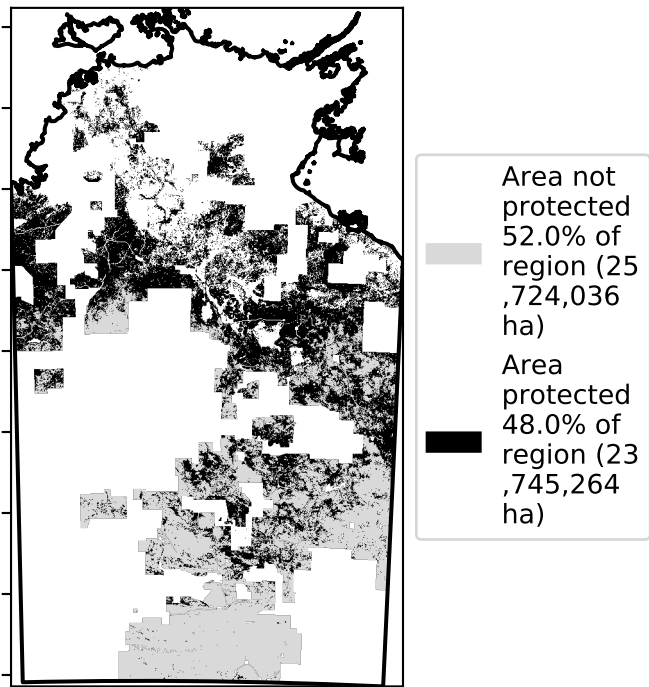 Area not
protected
52.0% of
region (25
,724,036
ha)
Area
protected
48.0% of
region (23
,745,264
ha)